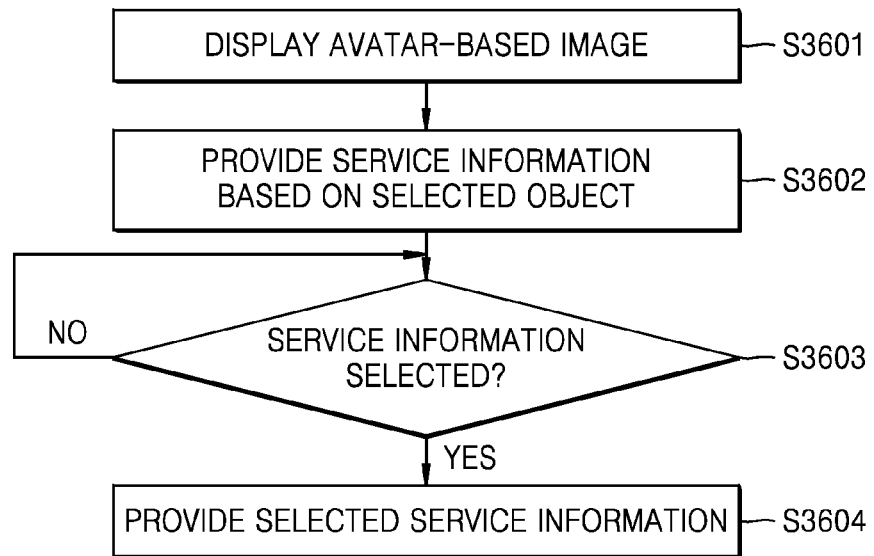 DISPLAY AVATAR-BASED IMAGE
S3601
PROVIDE SERVICE INFORMATION
BASED ON SELECTED OBJECT
S3602
NO
SERVICE INFORMATION
SELECTED?
S3603
YES
PROVIDE SELECTED SERVICE INFORMATION
S3604